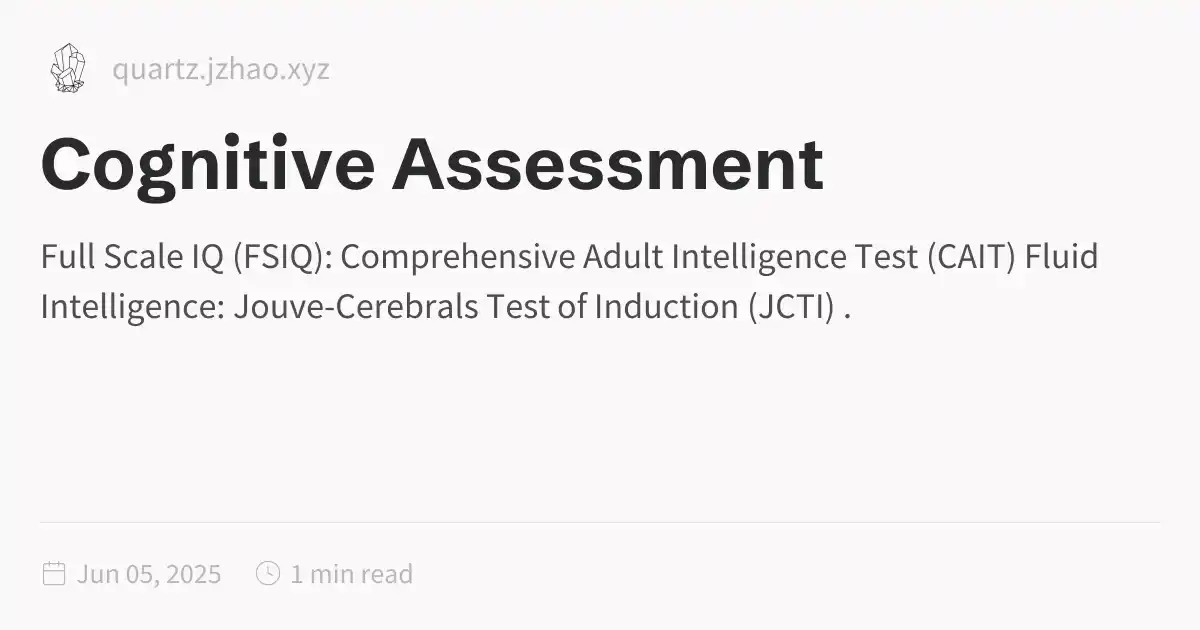 quartz.jzhao.xyz
Cognitive Assessment
Full Scale IQ (FSIQ): Comprehensive Adult Intelligence Test (CAIT) Fluid
Intelligence: Jouve-Cerebrals Test of Induction (JCTI) .
Jun 05, 2025 1 min read